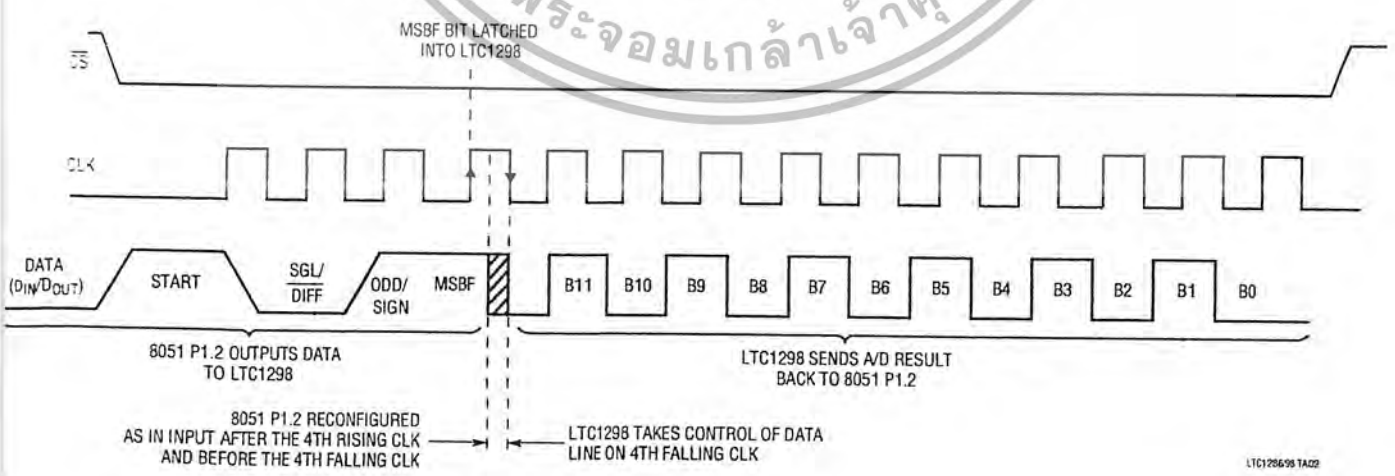 พระจอมเกล้าเจ้าคุ
MSBF BIT LATCHED
INTO LTC1298
CS
CLK
DATA
(DIN/DOUT)
START
SGL/
DIFF
ODD/
SIGN
MSBF
B11
B10
B9
B8
B7
B6
B5
B4
B3
B2
B1
B0
8051 P1.2 OUTPUTS DATA
TO LTC1298
LTC1298 SENDS A/D RESULT
BACK TO 8051 P1.2
8051 P1.2 RECONFIGURED
AS IN INPUT AFTER THE 4TH RISING CLK
AND BEFORE THE 4TH FALLING CLK
LTC1298 TAKES CONTROL OF DATA
LINE ON 4TH FALLING CLK
LTC1286/98 TA02